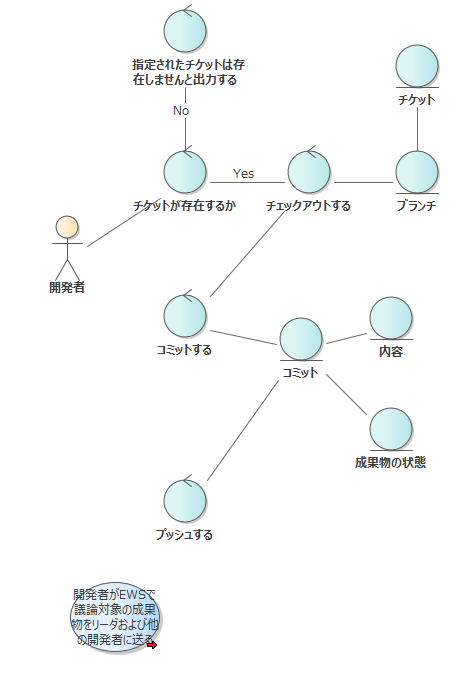 指定されたチケットは存
在しませんと出力する
チケット
No
Yes
チケットが存在するか
チェックアウトする
ブランチ
開発者
コミットする
コミット
内容
成果物の状態
プッシュする
開発者がEWSで
議論対象の成果
物をリーダおよび他
の開発者に送る